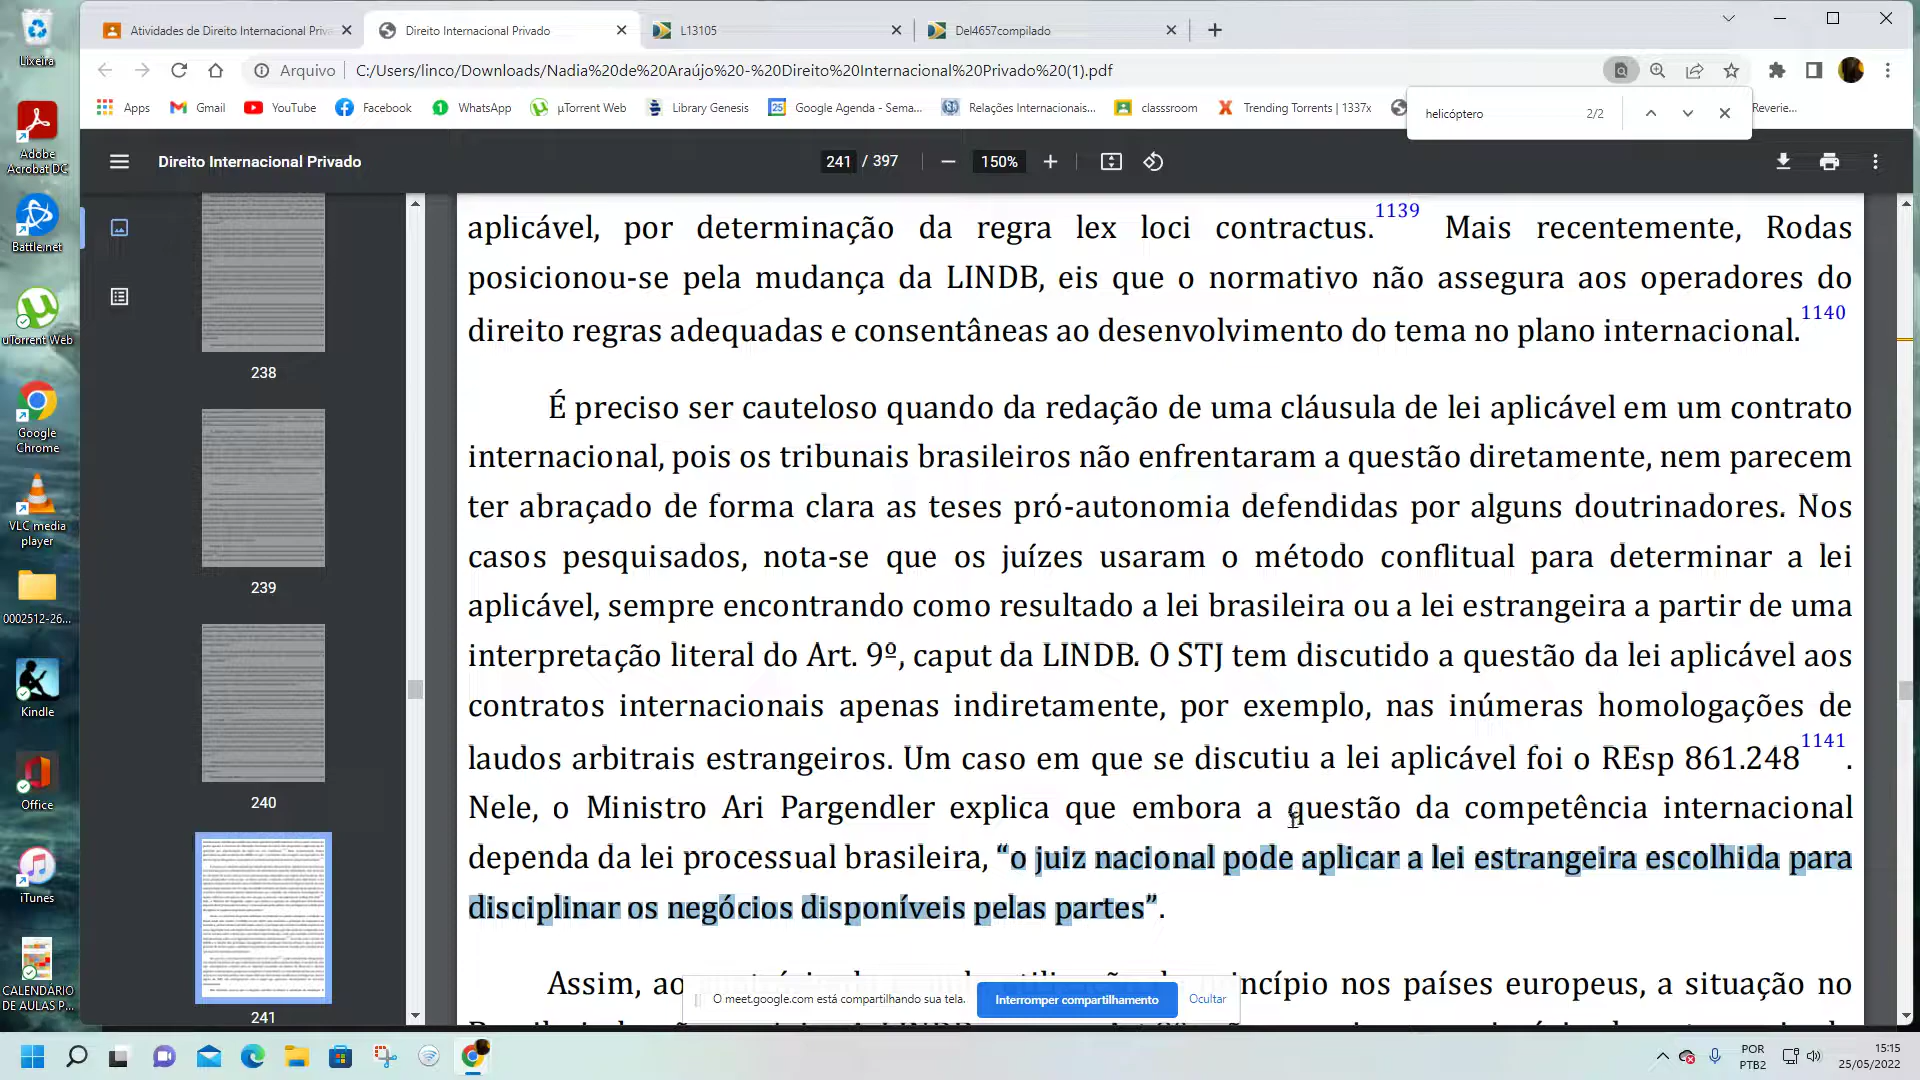 Lixeira
Adobe
Acrobat DC
Battle.net
uTorrent Web
Google
Chrome
VLC media
player
0002512-26...
Kindle
Office
iTunes
CALENDÁRIO
DE AULAS P...
Atividades de Direito Internacional Priva
Direito Internacional Privado
L13105
Del4657compilado
Arquivo
C:/Users/linco/Downloads/Nadia%20de%20Araújo%20-%20Direito%20Internacional%20Privado%20(1).pdf
Apps
Gmail
YouTube
Facebook
WhatsApp
µTorrent Web
Library Genesis
Google Agenda - Sema...
Relações Internacionais...
classsroom
Trending Torrents | 1337x
Reverie...
helicóptero 2/2
Direito Internacional Privado
241 / 397
150%
238
239
240
241
aplicável, por determinação da regra lex loci contractus.1139 Mais recentemente, Rodas
posicionou-se pela mudança da LINDB, eis que o normativo não assegura aos operadores do
direito regras adequadas e consentâneas ao desenvolvimento do tema no plano internacional.1140
É preciso ser cauteloso quando da redação de uma cláusula de lei aplicável em um contrato
internacional, pois os tribunais brasileiros não enfrentaram a questão diretamente, nem parecem
ter abraçado de forma clara as teses pró-autonomia defendidas por alguns doutrinadores. Nos
casos pesquisados, nota-se que os juízes usaram o método conflitual para determinar a lei
aplicável, sempre encontrando como resultado a lei brasileira ou a lei estrangeira a partir de uma
interpretação literal do Art. 9º, caput da LINDB. O STJ tem discutido a questão da lei aplicável aos
contratos internacionais apenas indiretamente, por exemplo, nas inúmeras homologações de
laudos arbitrais estrangeiros. Um caso em que se discutiu a lei aplicável foi o REsp 861.2481141.
Nele, o Ministro Ari Pargendler explica que embora a questão da competência internacional
dependa da lei processual brasileira, “o juiz nacional pode aplicar a lei estrangeira escolhida para
disciplinar os negócios disponíveis pelas partes”.
Assim, ao
nos países europeus, a situação no
O meet.google.com está compartilhando sua tela.
Interromper compartilhamento
Ocultar
POR
PTB2
15:15
25/05/2022